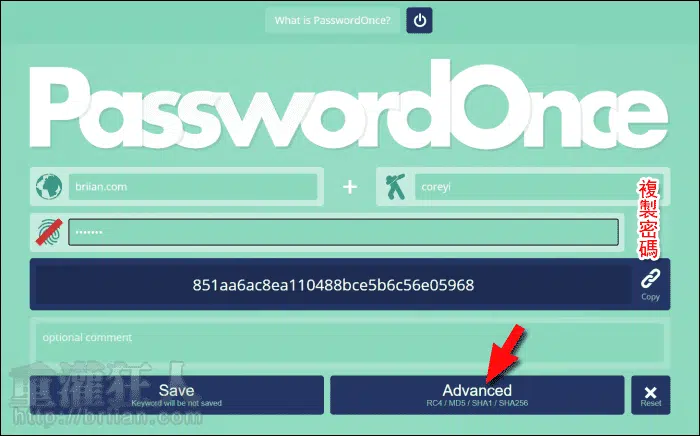 What is PasswordOnce?
PasswordOnce
briian.com
+
coreyi
複製密碼
•••••••
851aa6ac8ea110488bce5b6c56e05968
Copy
optional comment
Save
Keyword will be not saved
Advanced
RC4 / MD5 / SHA1 / SHA256
Reset
重灌狂人
http://briian.com